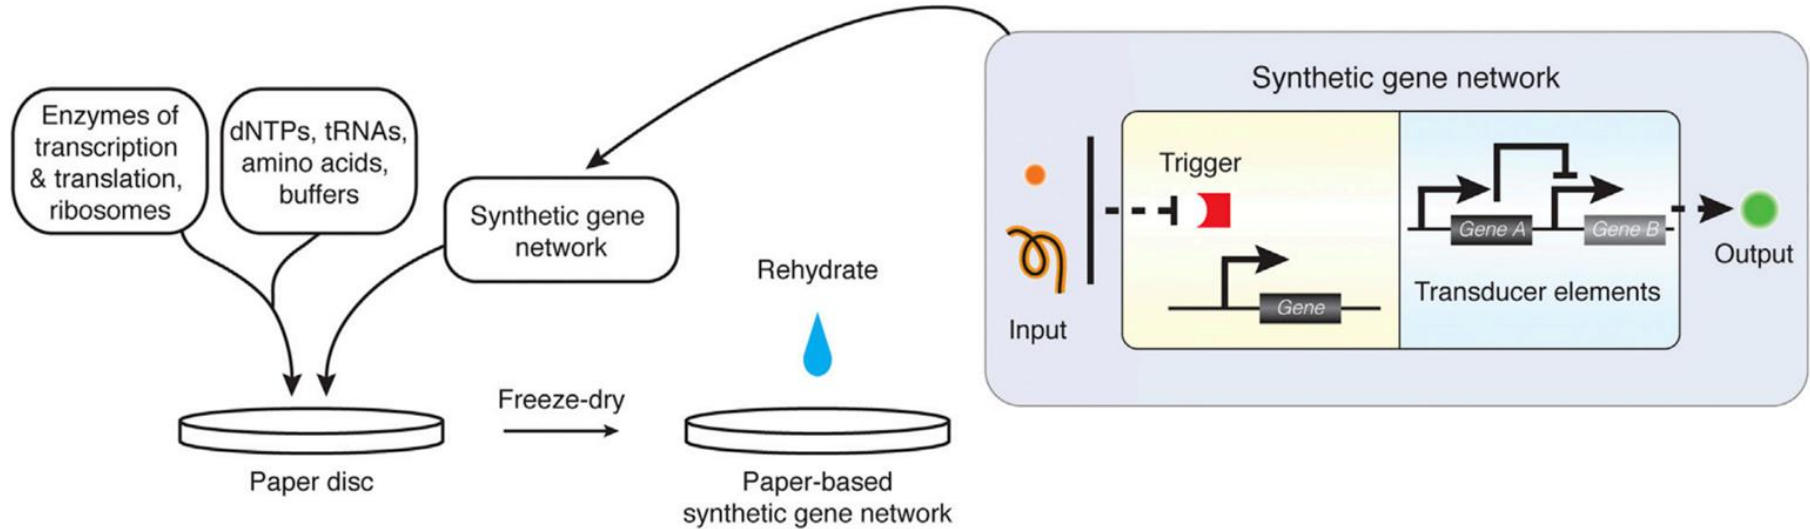 Enzymes of
transcription
& translation,
ribosomes
dNTPs, tRNAs,
amino acids,
buffers
Synthetic gene
network
Paper disc
Freeze-dry
Rehydrate
Paper-based
synthetic gene network
Synthetic gene network
Input
Trigger
Gene
Gene A
Gene B
Transducer elements
Output